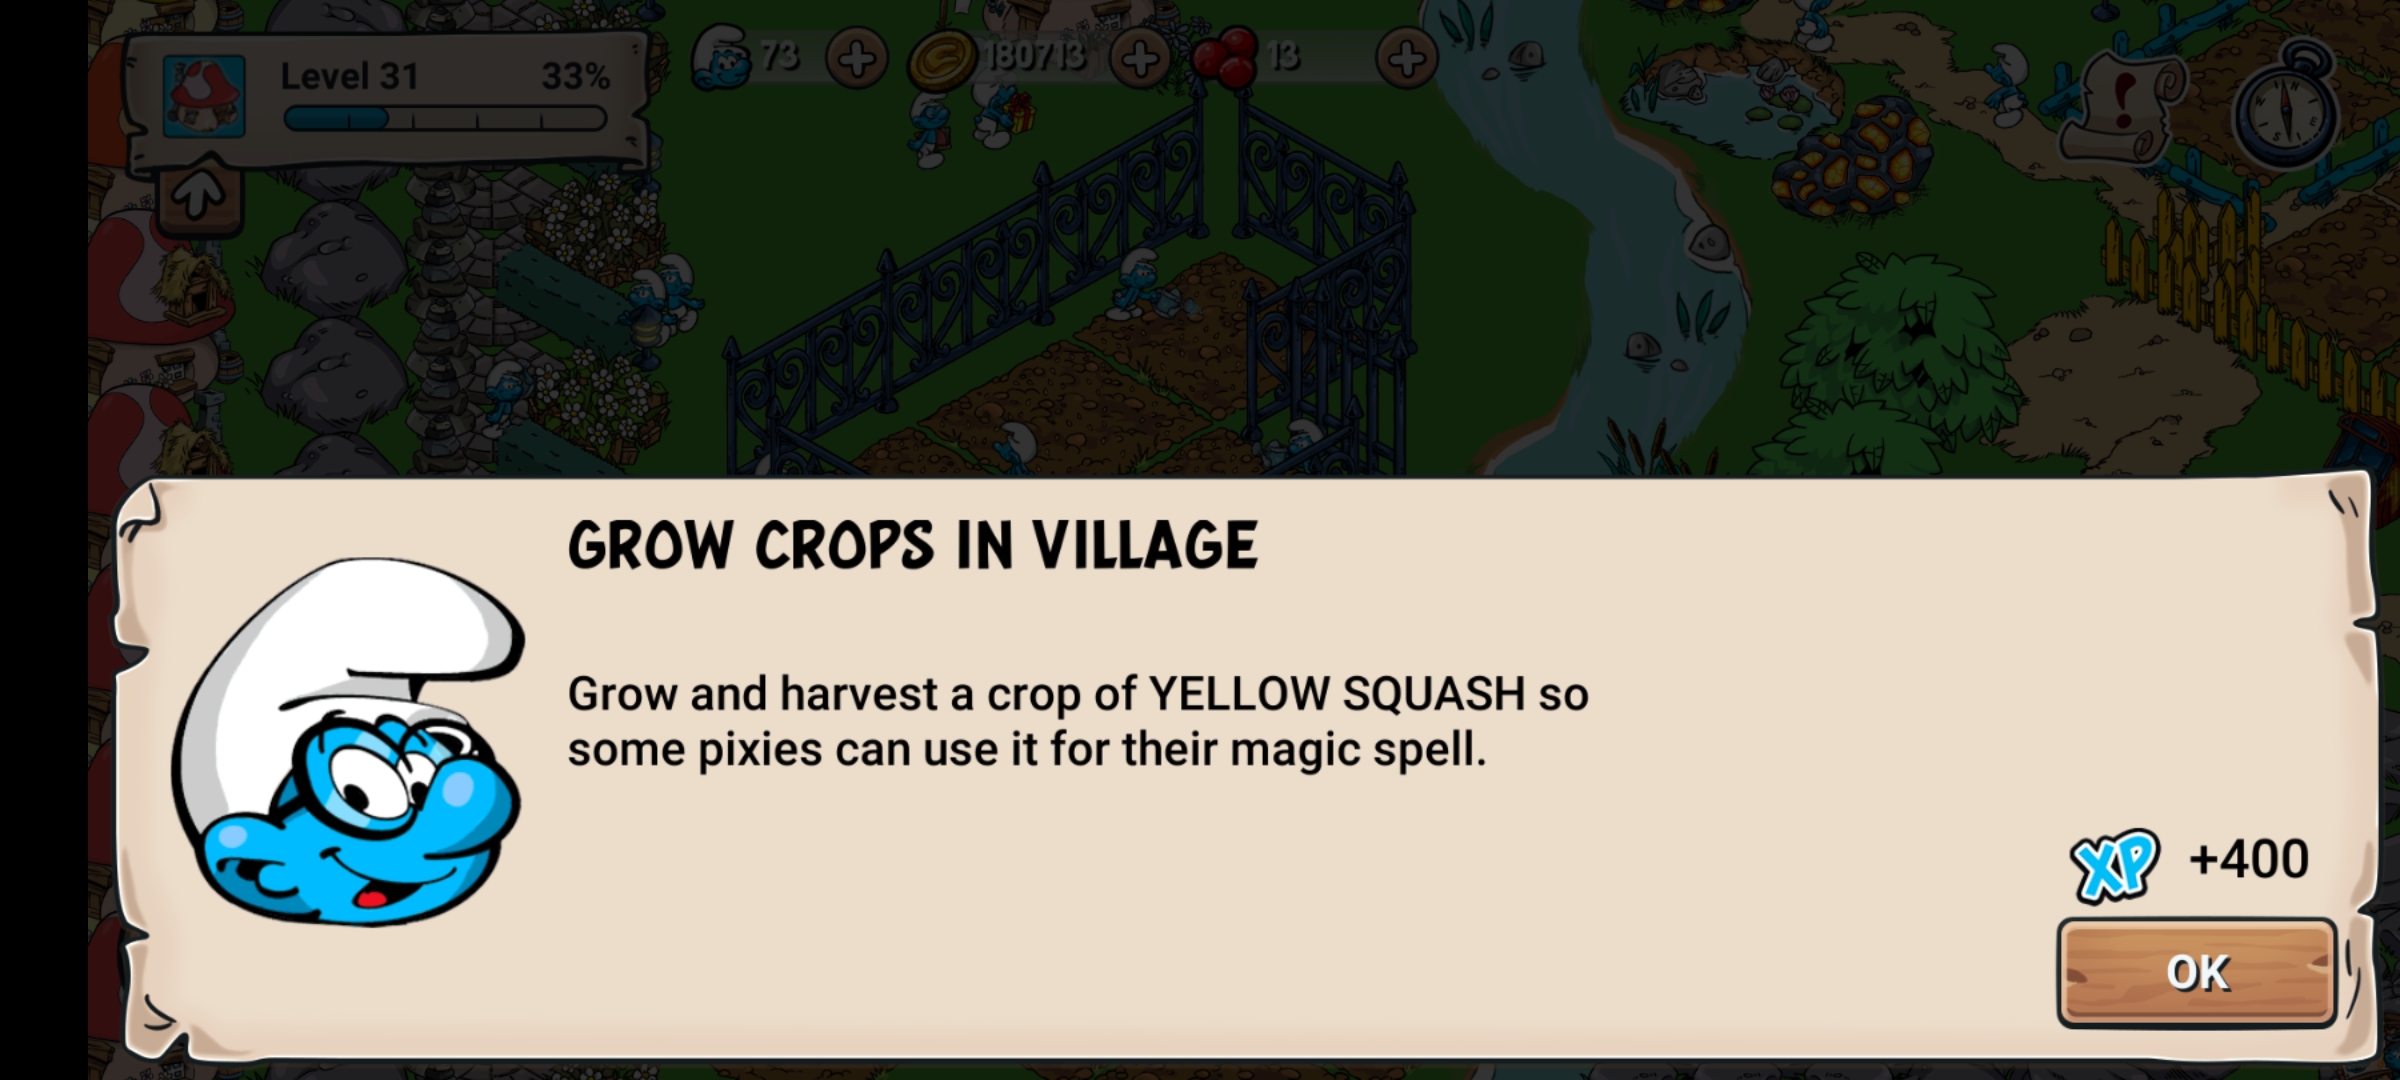 Level 31 33%
73
180713
13
GROW CROPS IN VILLAGE
Grow and harvest a crop of YELLOW SQUASH so
some pixies can use it for their magic spell.
XP +400
OK